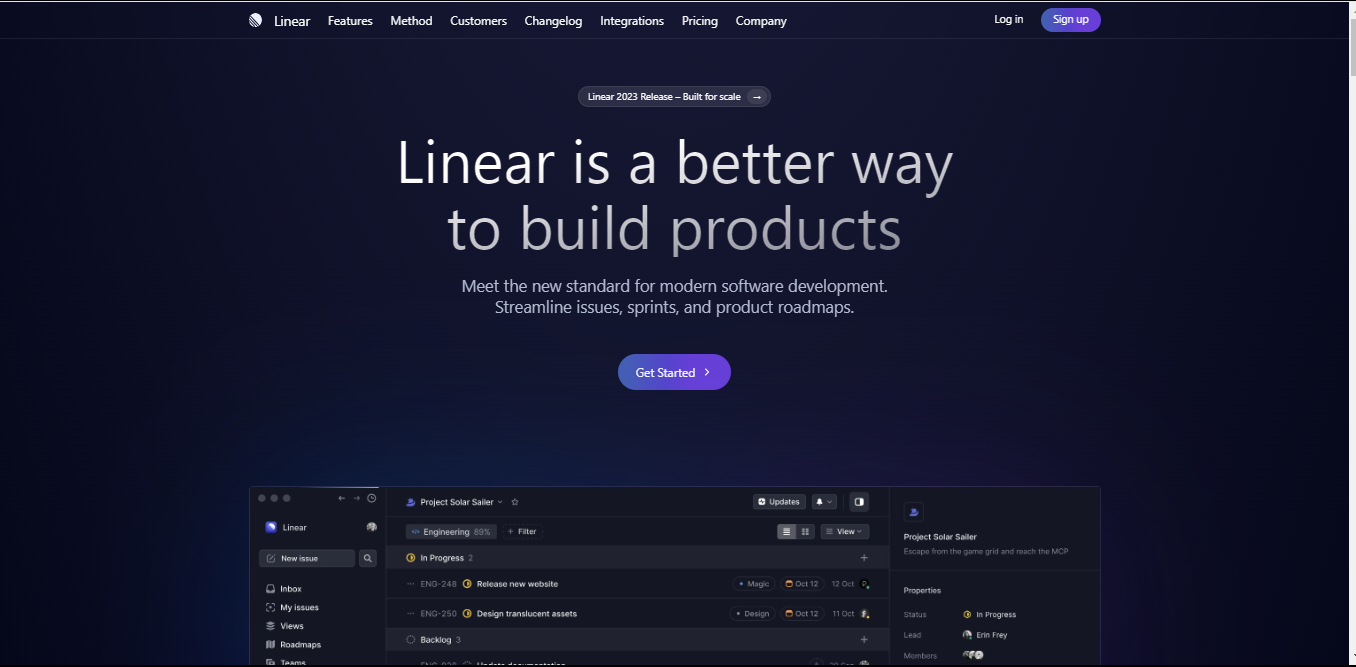 Linear Features Method Customers Changelog Integrations Pricing Company Log in Sign up
Linear 2023 Release – Built for scale →
Linear is a better way
to build products
Meet the new standard for modern software development.
Streamline issues, sprints, and product roadmaps.
Get Started
Linear
New issue
Inbox
My issues
Views
Roadmaps
Teams
Project Solar Sailer
Updates
Engineering 89%
+ Filter
View
In Progress 2
ENG-248 Release new website Magic Oct 12 12 Oct
ENG-250 Design translucent assets Design Oct 12 11 Oct
Backlog 3
Update documentation
Project Solar Sailer
Escape from the game grid and reach the MCP
Properties
Status In Progress
Lead Erin Frey
Members